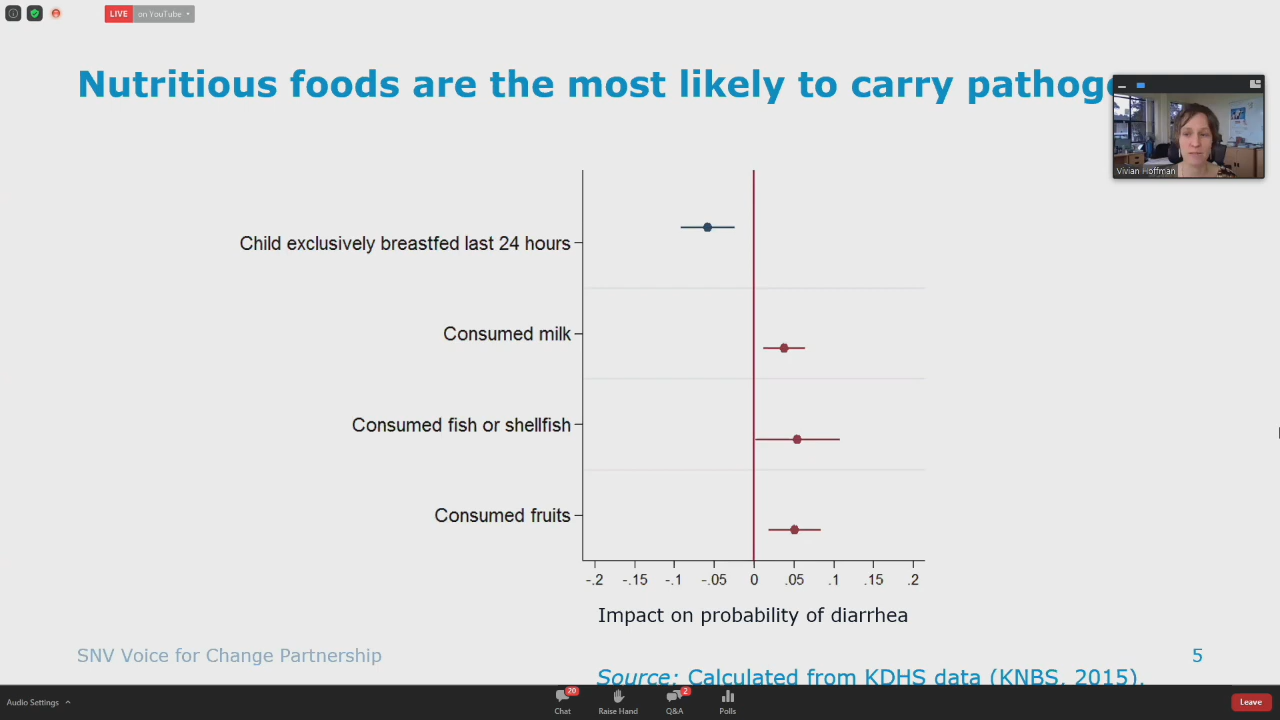 LIVE on YouTube
Nutritious foods are the most likely to carry pathoge
Vivian Hoffman
Child exclusively breastfed last 24 hours
Consumed milk
Consumed fish or shellfish
Consumed fruits
-.2 -.15 -.1 -.05 0 .05 .1 .15 .2
Impact on probability of diarrhea
SNV Voice for Change Partnership
5
Source: Calculated from KDHS data (KNBS, 2015).
Audio Settings
20
2
Chat
Raise Hand
Q&A
Polls
Leave